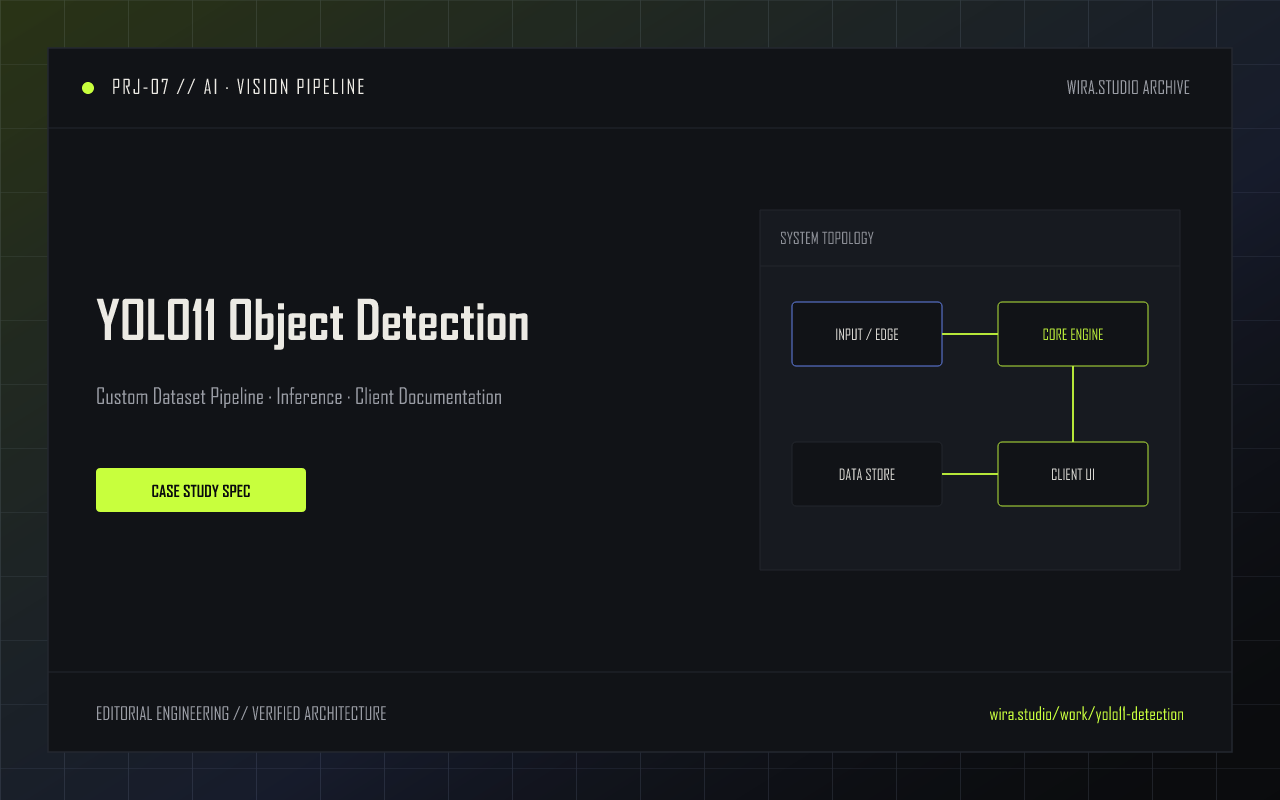 PRJ-07 // AI · VISION PIPELINE
WIRA.STUDIO ARCHIVE
YOLO11 Object Detection
Custom Dataset Pipeline · Inference · Client Documentation
CASE STUDY SPEC
SYSTEM TOPOLOGY
INPUT / EDGE
CORE ENGINE
DATA STORE
CLIENT UI
EDITORIAL ENGINEERING // VERIFIED ARCHITECTURE
wira.studio/work/yolo11-detection